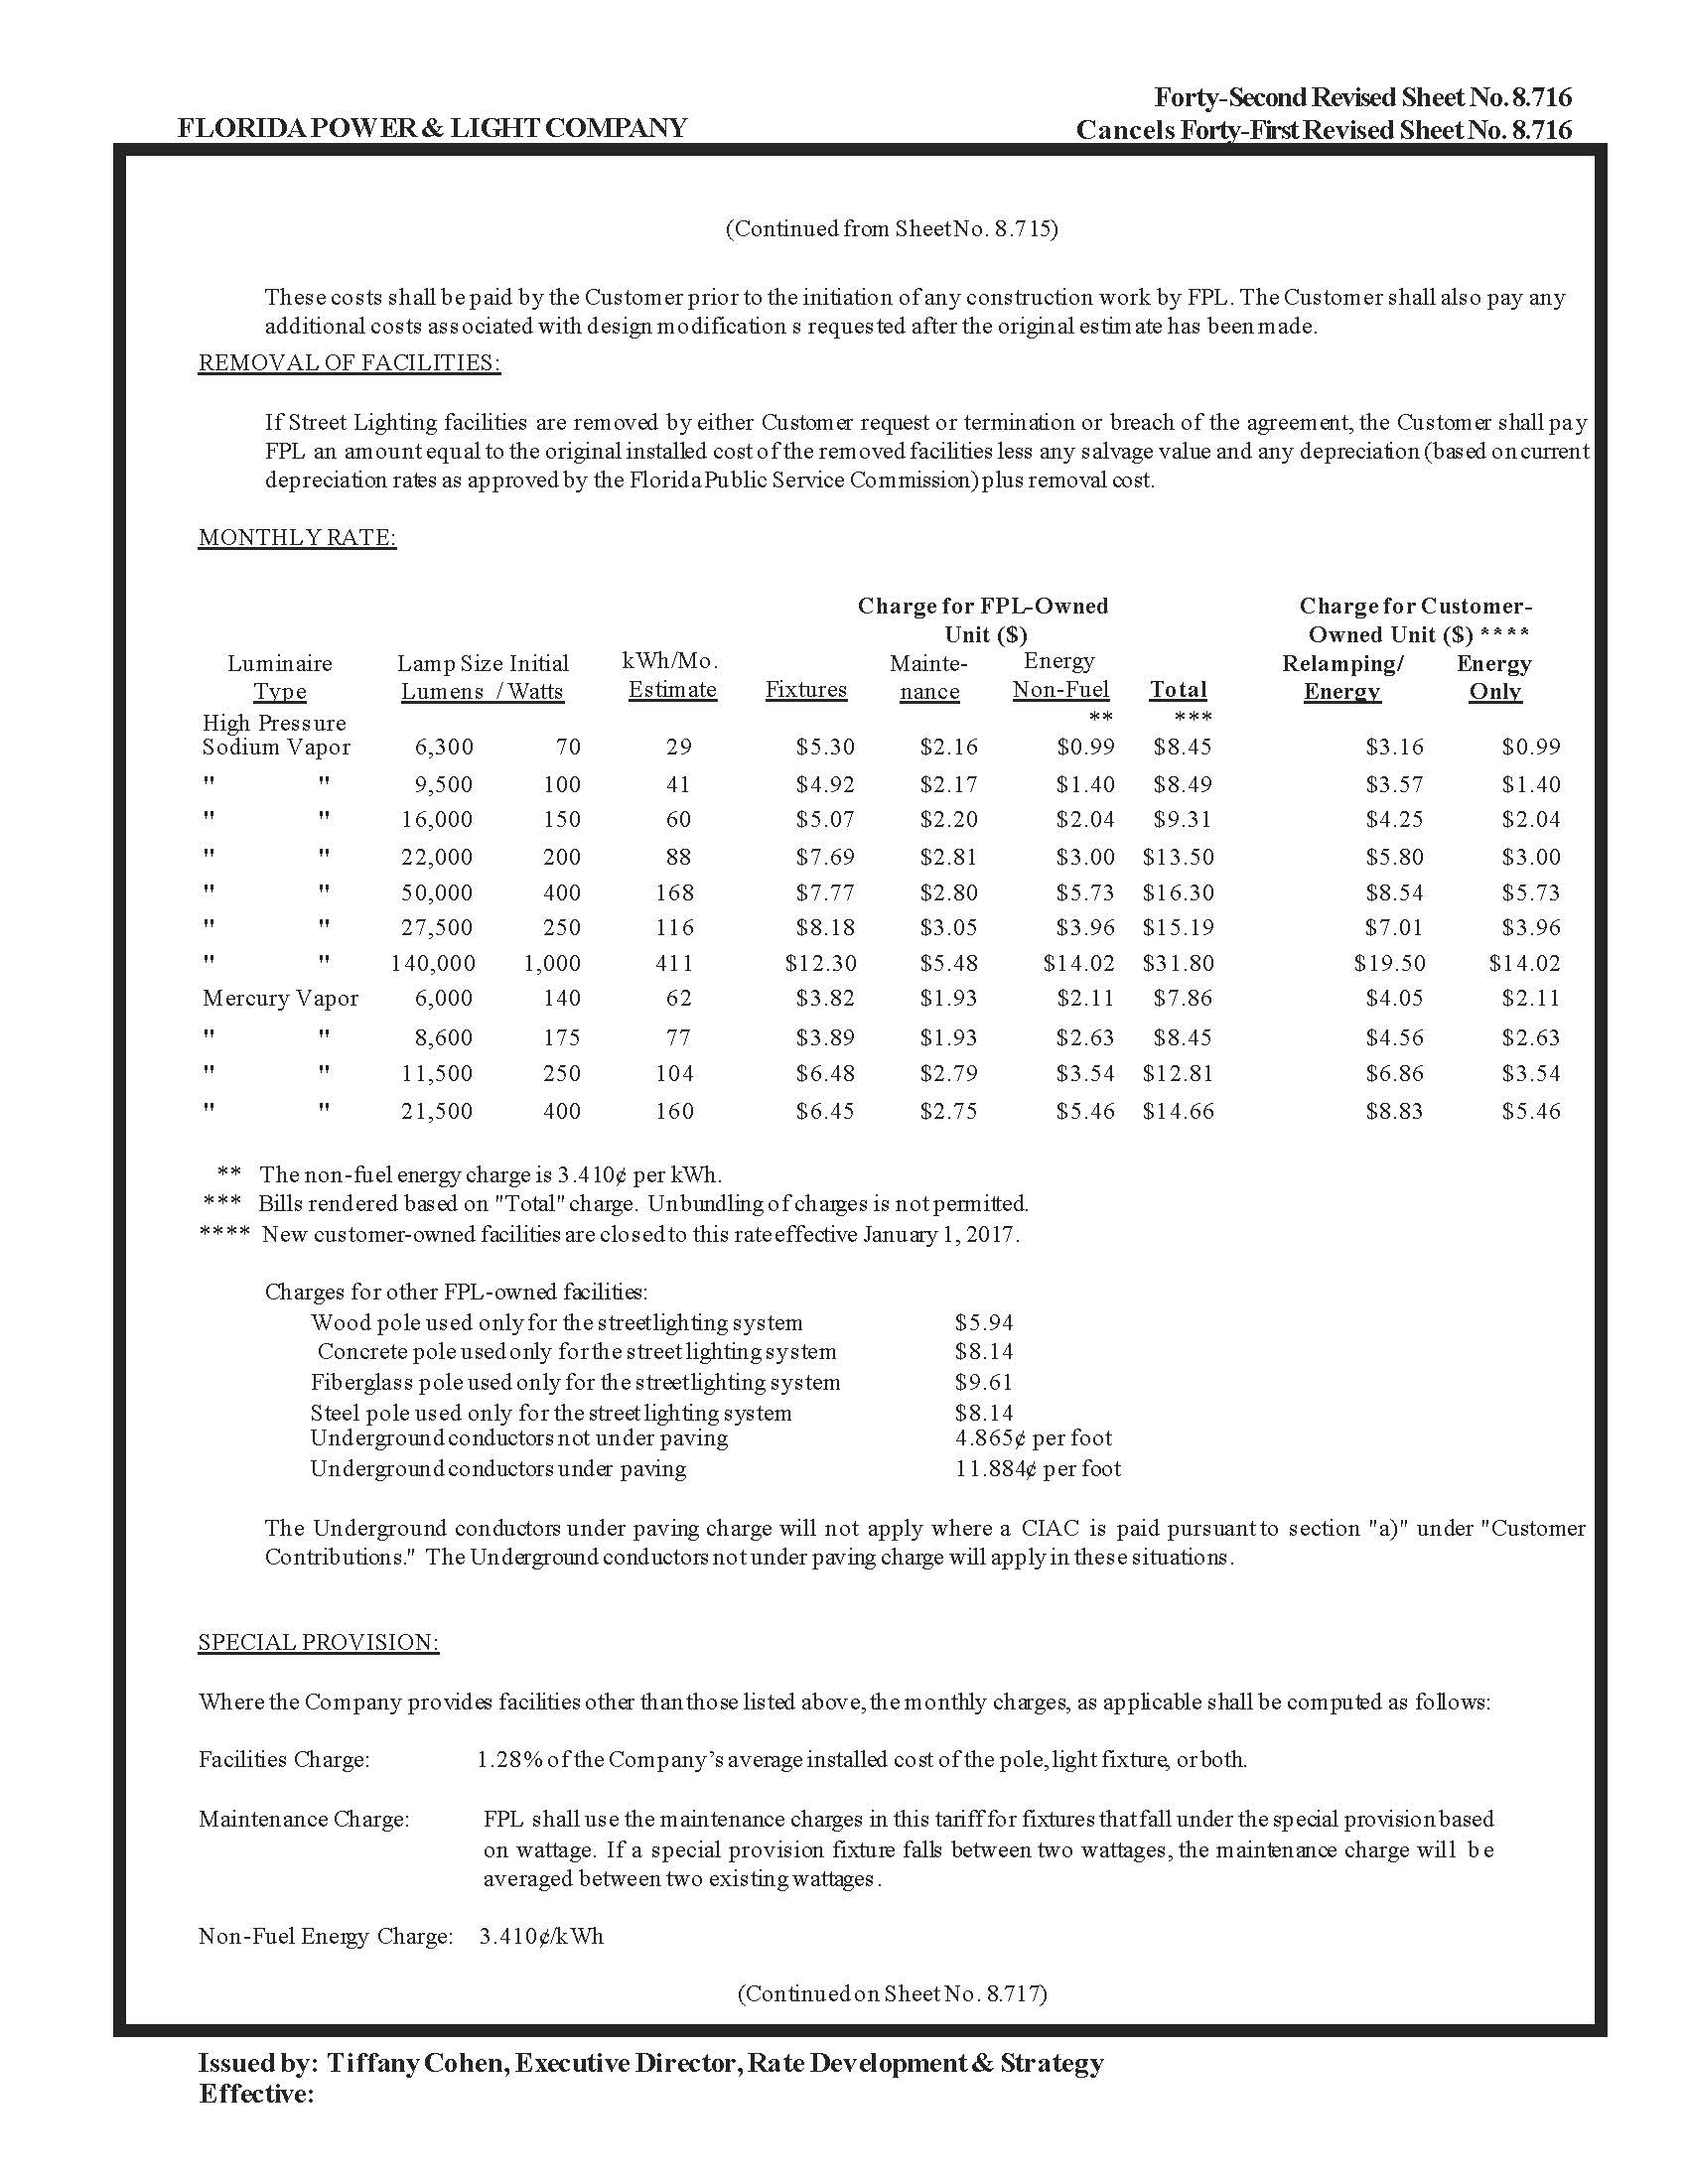 Forty-Second Revised Sheet No. 8.716
FLORIDA POWER & LIGHT COMPANY Cancels Forty-First Revised Sheet No. 8.716
(Continued from Sheet No. 8.715)
These costs shall be paid by the Customer prior to the initiation of any construction work by FPL. The Customer shall also pay any
additional costs associated with design modification s requested after the original estimate has been made.
REMOVAL OF FACILITIES:
If Street Lighting facilities are removed by either Customer request or termination or breach of the agreement, the Customer shall pay
FPL an amount equal to the original installed cost of the removed facilities less any salvage value and any depreciation (based on current
depreciation rates as approved by the Florida Public Service Commission) plus removal cost.
MONTHLY RATE:
Charge for FPL-Owned Charge for Customer-
Unit ($) Owned Unit ($) ****
Luminaire Lamp Size Initial kWh/Mo. Mainte- Energy Relamping/ Energy
Type Lumens / Watts Estimate Fixtures nance Non-Fuel Total Energy Only
High Pressure ** ***
Sodium Vapor 6,300 70 29 $5.30 $2.16 $0.99 $8.45 $3.16 $0.99
" " 9,500 100 41 $4.92 $2.17 $1.40 $8.49 $3.57 $1.40
" " 16,000 150 60 $5.07 $2.20 $2.04 $9.31 $4.25 $2.04
" " 22,000 200 88 $7.69 $2.81 $3.00 $13.50 $5.80 $3.00
" " 50,000 400 168 $7.77 $2.80 $5.73 $16.30 $8.54 $5.73
" " 27,500 250 116 $8.18 $3.05 $3.96 $15.19 $7.01 $3.96
" " 140,000 1,000 411 $12.30 $5.48 $14.02 $31.80 $19.50 $14.02
Mercury Vapor 6,000 140 62 $3.82 $1.93 $2.11 $7.86 $4.05 $2.11
" " 8,600 175 77 $3.89 $1.93 $2.63 $8.45 $4.56 $2.63
" " 11,500 250 104 $6.48 $2.79 $3.54 $12.81 $6.86 $3.54
" " 21,500 400 160 $6.45 $2.75 $5.46 $14.66 $8.83 $5.46
** The non-fuel energy charge is 3.410¢ per kWh.
*** Bills rendered based on "Total" charge. Unbundling of charges is not permitted.
**** New customer-owned facilities are closed to this rate effective January 1, 2017.
Charges for other FPL-owned facilities:
Wood pole used only for the street lighting system $5.94
Concrete pole used only for the street lighting system $8.14
Fiberglass pole used only for the street lighting system $9.61
Steel pole used only for the street lighting system $8.14
Underground conductors not under paving 4.865¢ per foot
Underground conductors under paving 11.884¢ per foot
The Underground conductors under paving charge will not apply where a CIAC is paid pursuant to section "a)" under "Customer
Contributions." The Underground conductors not under paving charge will apply in these situations.
SPECIAL PROVISION:
Where the Company provides facilities other than those listed above, the monthly charges, as applicable shall be computed as follows:
Facilities Charge: 1.28% of the Company’s average installed cost of the pole, light fixture, or both.
Maintenance Charge: FPL shall use the maintenance charges in this tariff for fixtures that fall under the special provision based
on wattage. If a special provision fixture falls between two wattages, the maintenance charge will be
averaged between two existing wattages.
Non-Fuel Energy Charge: 3.410¢/kWh
(Continued on Sheet No. 8.717)
Issued by: Tiffany Cohen, Executive Director, Rate Development & Strategy
Effective: